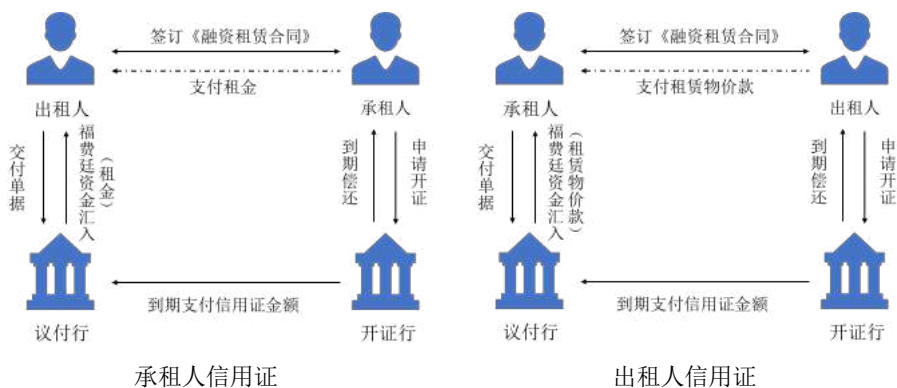 签订《融资租赁合同》
支付租金
出租人
承租人
交付单据
福费廷资金汇入
（租金）
到期偿还
申请开证
到期支付信用证金额
议付行
开证行
承租人信用证
签订《融资租赁合同》
支付租赁物价款
承租人
出租人
交付单据
福费廷资金汇入
（租赁物价款）
到期偿还
申请开证
到期支付信用证金额
议付行
开证行
出租人信用证